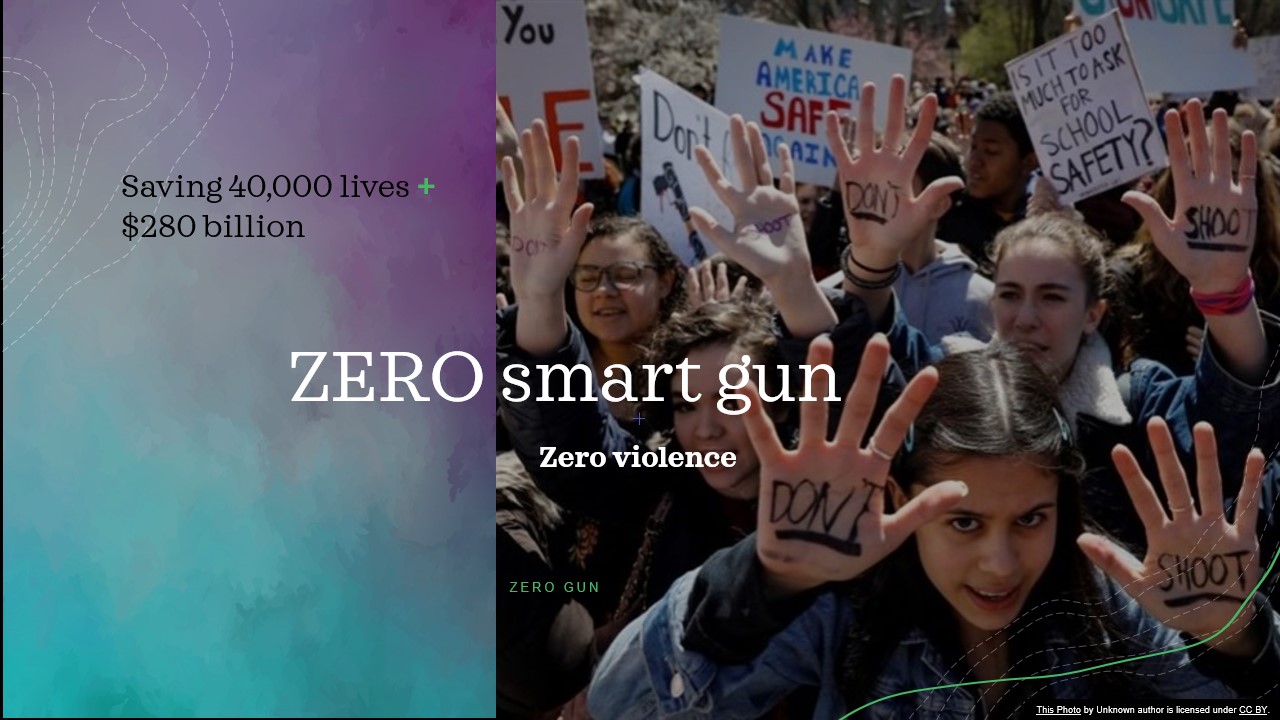 Saving 40,000 lives +
$280 billion
ZERO smart gun
Zero violence
ZERO GUN
You
E
MAKE
AMERICA
SAFE
AGAIN
Don't
IS IT TOO
MUCH TO ASK
FOR
SCHOOL
SAFETY?
DON'T
SHOOT
DON'T
SHOOT
DON'T
SHOOT
This Photo by Unknown author is licensed under CC BY.